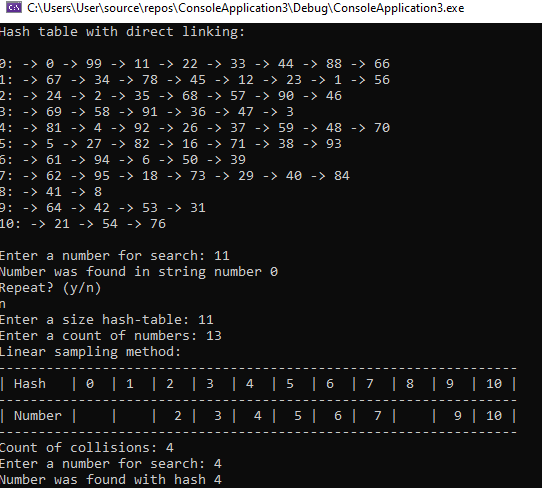 C:\Users\User\source\repos\ConsoleApplication3\Debug\ConsoleApplication3.exe
Hash table with direct linking:
0: -> 0 -> 99 -> 11 -> 22 -> 33 -> 44 -> 88 -> 66
1: -> 67 -> 34 -> 78 -> 45 -> 12 -> 23 -> 1 -> 56
2: -> 24 -> 2 -> 35 -> 68 -> 57 -> 90 -> 46
3: -> 69 -> 58 -> 91 -> 36 -> 47 -> 3
4: -> 81 -> 4 -> 92 -> 26 -> 37 -> 59 -> 48 -> 70
5: -> 5 -> 27 -> 82 -> 16 -> 71 -> 38 -> 93
6: -> 61 -> 94 -> 6 -> 50 -> 39
7: -> 62 -> 95 -> 18 -> 73 -> 29 -> 40 -> 84
8: -> 41 -> 8
9: -> 64 -> 42 -> 53 -> 31
10: -> 21 -> 54 -> 76
Enter a number for search: 11
Number was found in string number 0
Repeat? (y/n)
n
Enter a size hash-table: 11
Enter a count of numbers: 13
Linear sampling method:
-----------------------------------------------------------------
| Hash   | 0  | 1  | 2  | 3  | 4  | 5  | 6  | 7  | 8  | 9  | 10 |
-----------------------------------------------------------------
| Number |    |    |  2 |  3 |  4 |  5 |  6 |  7 |    |  9 | 10 |
-----------------------------------------------------------------
Count of collisions: 4
Enter a number for search: 4
Number was found with hash 4